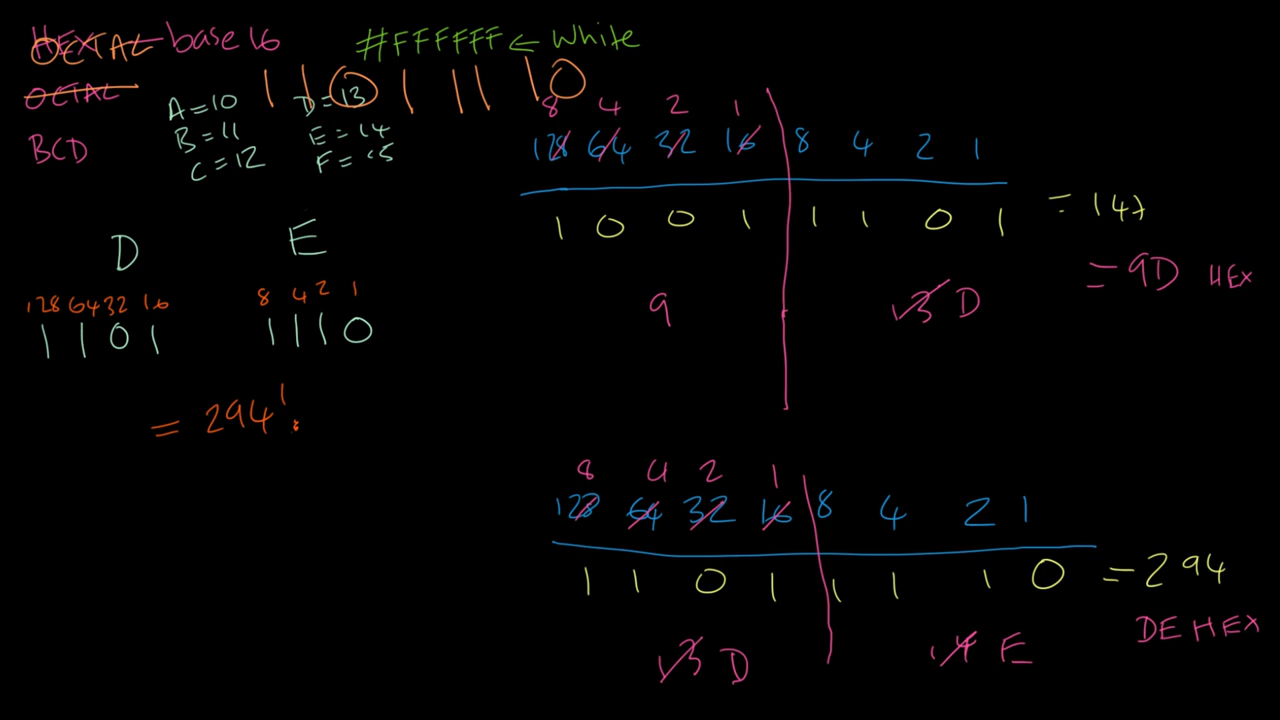 HEX ← base 16
OCTAL
#FFFFFF ← White
OCTAL
1 1 0 1 1 1 1 0
BCD
A = 10 D = 13
B = 11 E = 14
C = 12 F = 15
8 4 2 1
128 64 32 16 8 4 2 1
1 0 0 1 1 1 0 1 = 147
= 9D HEX
9 13 D
D E
128 64 32 16 8 4 2 1
1 1 0 1 1 1 1 0
= 294
8 4 2 1
128 64 32 16 8 4 2 1
1 1 0 1 1 1 1 0 = 294
DE HEX
13 D 14 E